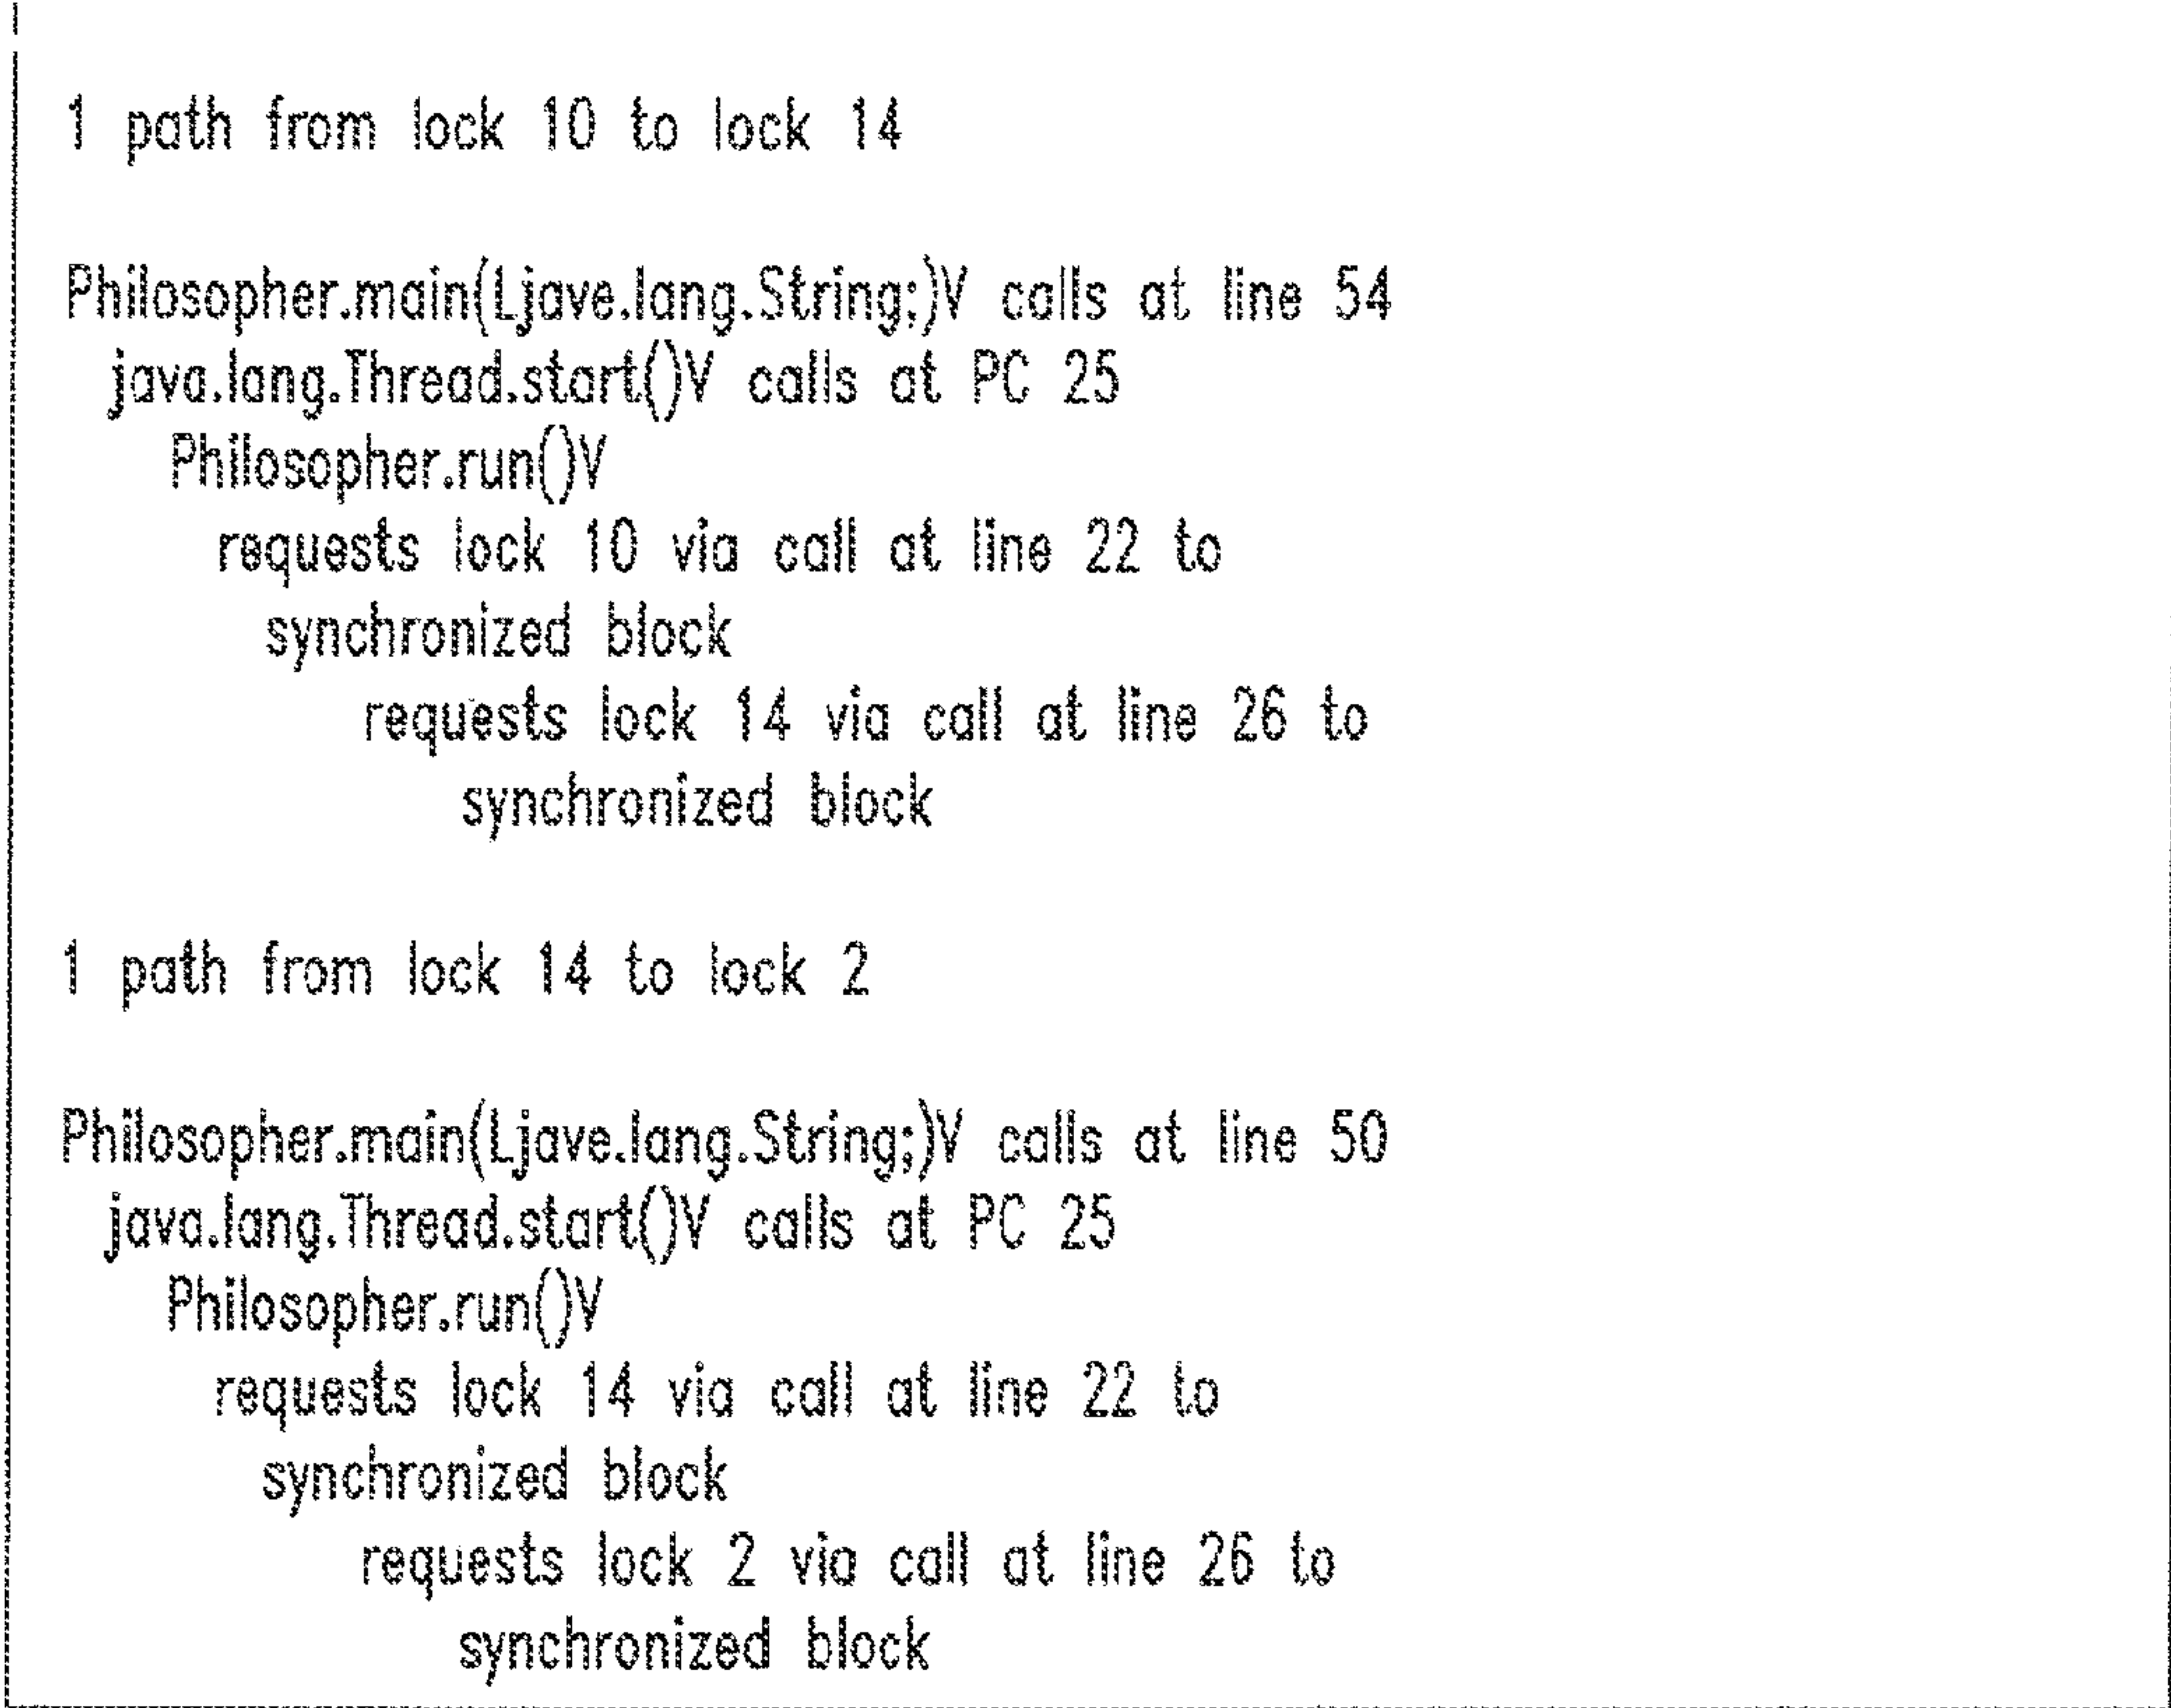 1 path from lock 10 to lock 14
Philosopher.main(Ljave.lang.String;)V calls at line 54
java.lang.Thread.start()V calls at PC 25
Philosopher.run()V
requests lock 10 via call at line 22 to
synchronized block
requests lock 14 via call at line 26 to
synchronized block
1 path from lock 14 to lock 2
Philosopher.main(Ljave.lang.String;)V calls at line 50
java.lang.Thread.start()V calls at PC 25
Philosopher.run()V
requests lock 14 via call at line 22 to
synchronized block
requests lock 2 via call at line 26 to
synchronized block